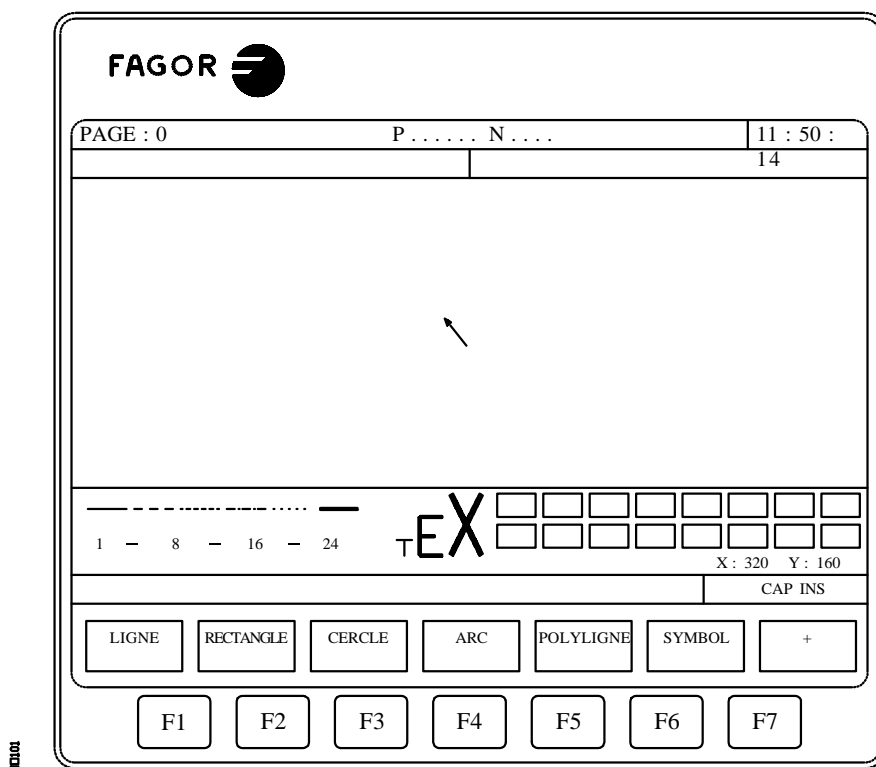 FAGOR
PAGE : 0 P . . . . . . N . . . . 11 : 50 :
14
TEX
1 – 8 – 16 – 24
X : 320 Y : 160
CAP INS
LIGNE RECTANGLE CERCLE ARC POLYLIGNE SYMBOL +
F1 F2 F3 F4 F5 F6 F7